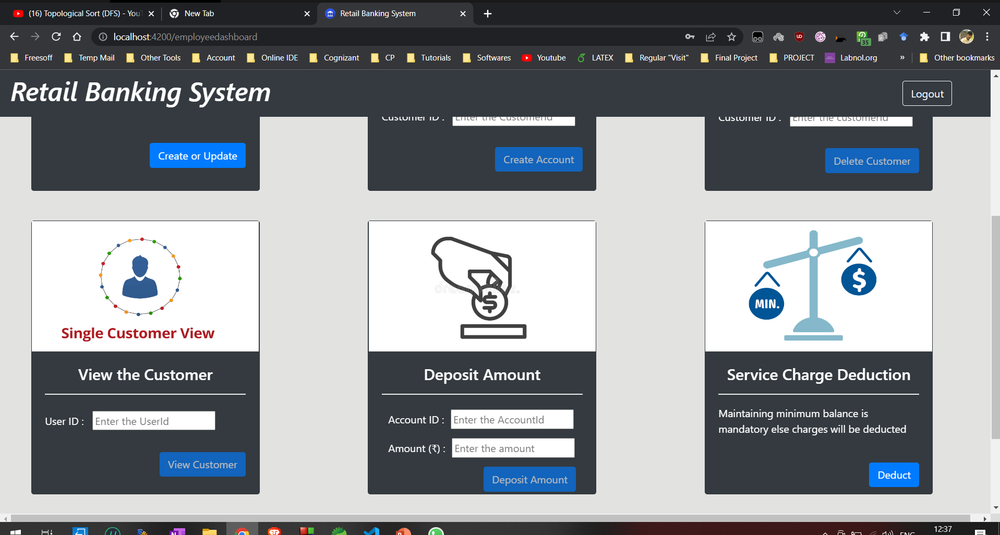 (16) Topological Sort (DFS) - You
New Tab
Retail Banking System
localhost:4200/employeedashboard
35
Freesoff
Temp Mail
Other Tools
Account
Online IDE
Cognizant
CP
Tutorials
Softwares
Youtube
LATEX
Regular "Visit"
Final Project
PROJECT
Labnol.org
»
Other bookmarks
Retail Banking System
Logout
Customer ID :
Enter the CustomerId
Customer ID :
Enter the customerId
Create or Update
Create Account
Delete Customer
Single Customer View
$
MIN.
$
View the Customer
Deposit Amount
Service Charge Deduction
User ID :
Enter the UserId
Account ID :
Enter the AccountId
Amount (₹) :
Enter the amount
Maintaining minimum balance is
mandatory else charges will be deducted
View Customer
Deposit Amount
Deduct
ENG
12:37